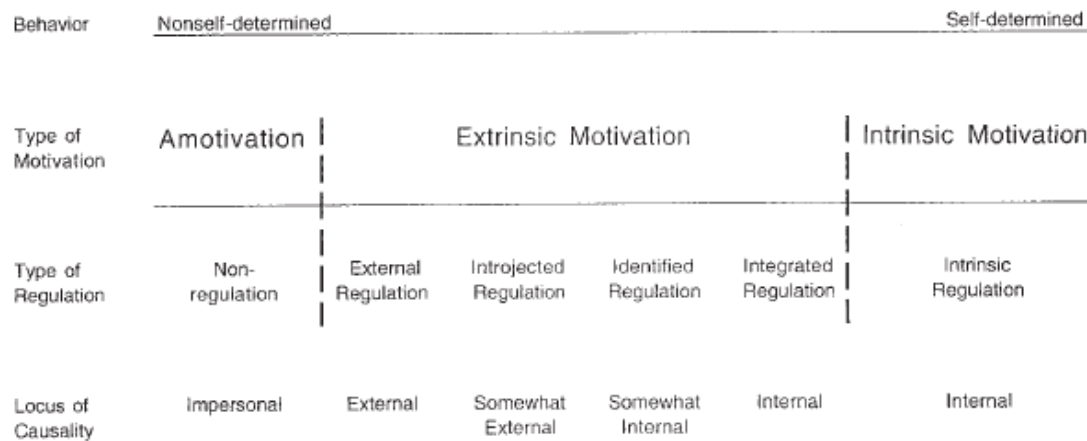 Behavior Nonself-determined Self-determined
Type of Motivation Amotivation Extrinsic Motivation Intrinsic Motivation
Type of Regulation Non-regulation External Regulation Introjected Regulation Identified Regulation Integrated Regulation Intrinsic Regulation
Locus of Causality Impersonal External Somewhat External Somewhat Internal Internal Internal